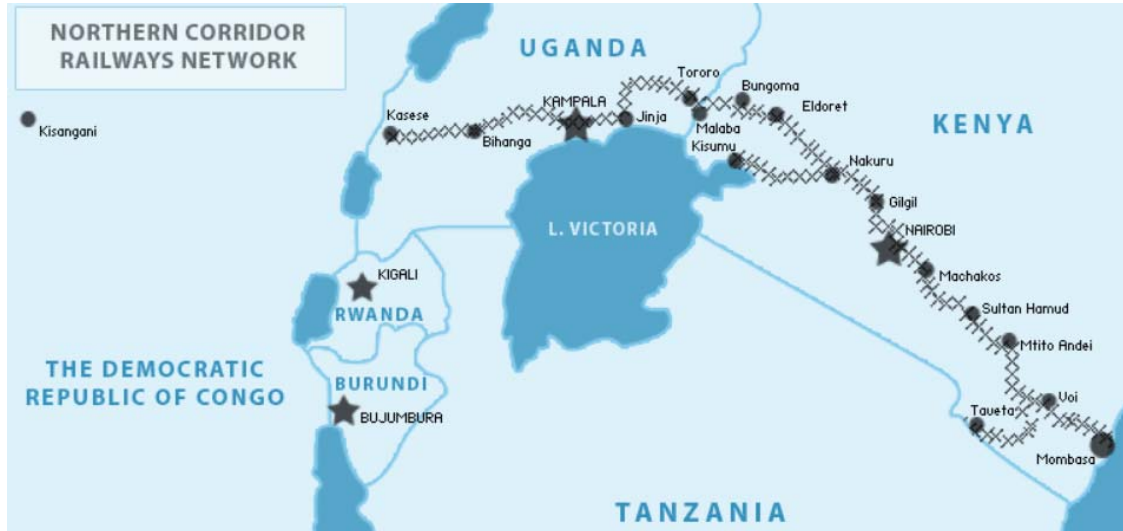 NORTHERN CORRIDOR
RAILWAYS NETWORK
UGANDA
Kisangani
Kasese
Bihanga
KAMPALA
Jinja
Tororo
Malaba
Bungoma
Eldoret
KENYA
Kisumu
Nakuru
Gilgil
L. VICTORIA
NAIROBI
Machakos
KIGALI
RWANDA
Sultan Hamud
Mtito Andei
THE DEMOCRATIC
REPUBLIC OF CONGO
BURUNDI
BUJUMBURA
Voi
Taveta
Mombasa
TANZANIA